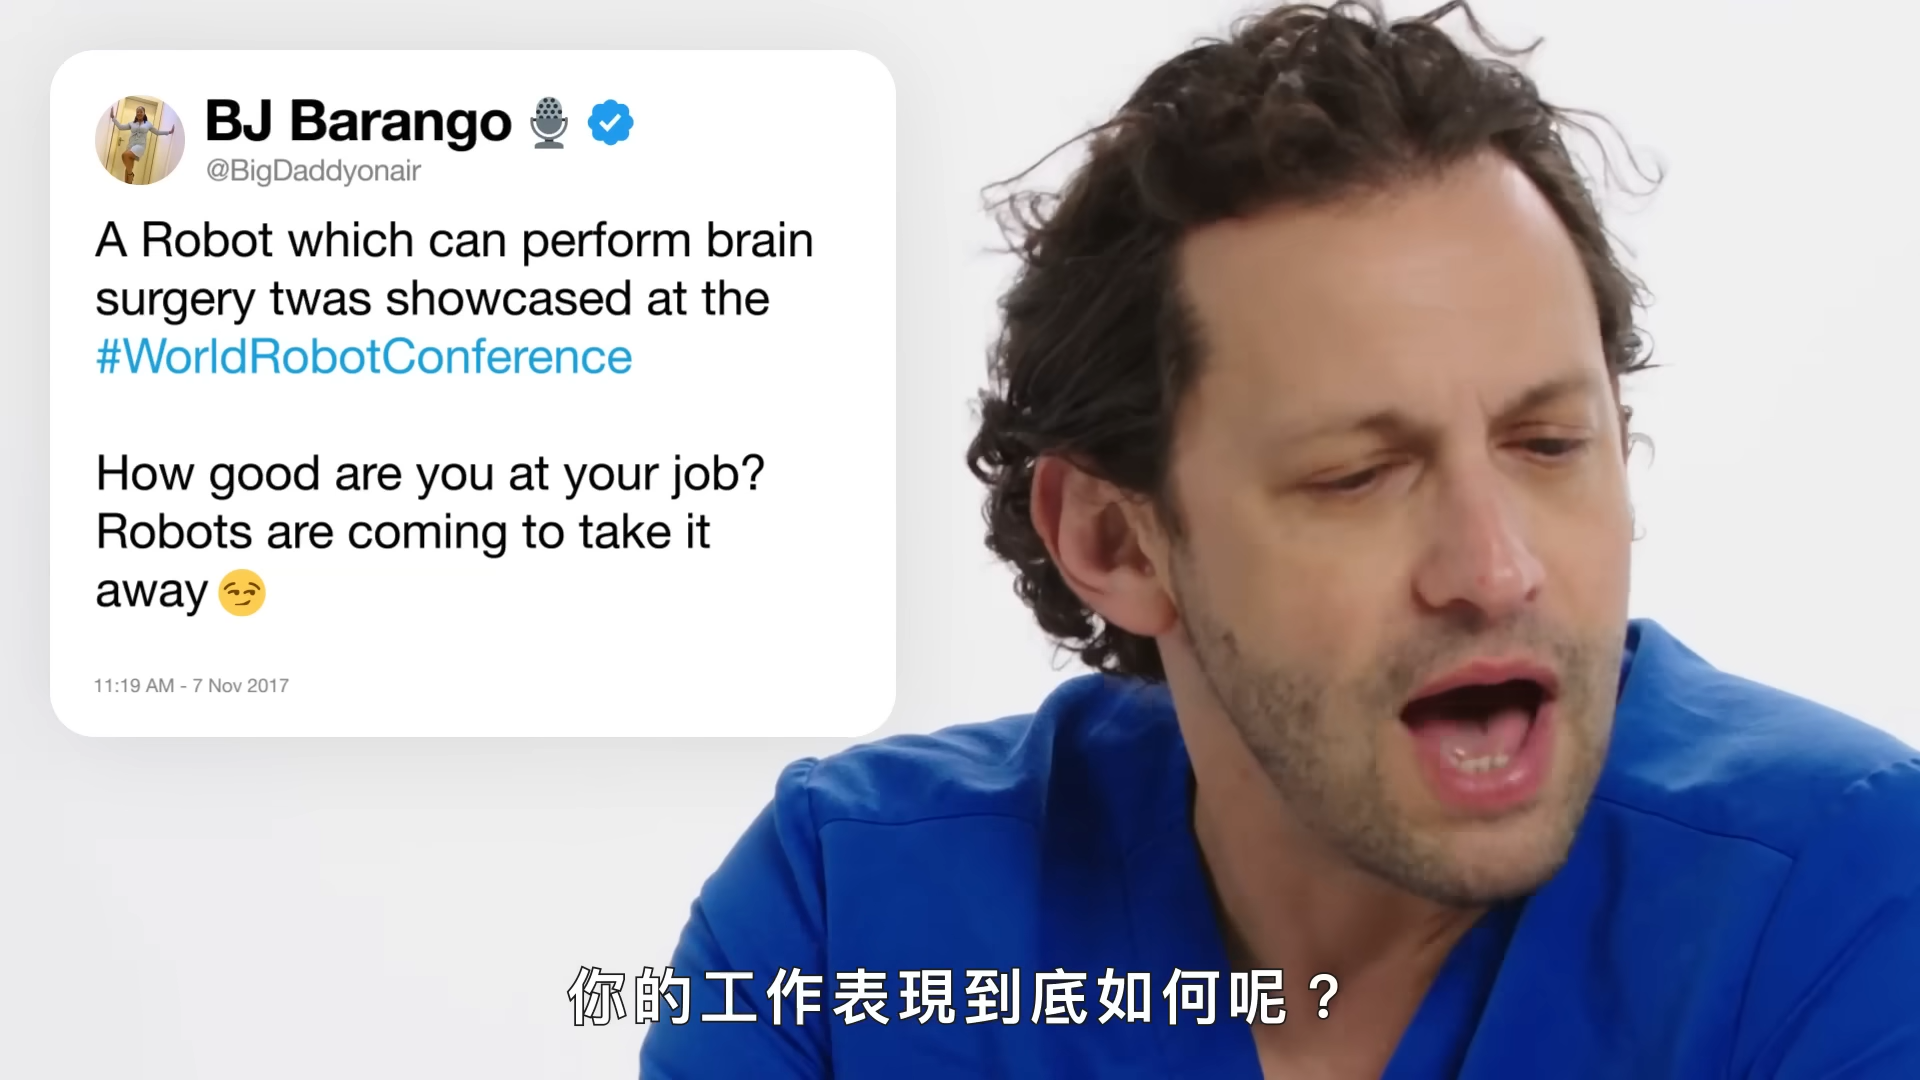 BJ Barango
@BigDaddyonair
A Robot which can perform brain
surgery twas showcased at the
#WorldRobotConference
How good are you at your job?
Robots are coming to take it
away
11:19 AM - 7 Nov 2017
你的工作表現到底如何呢？